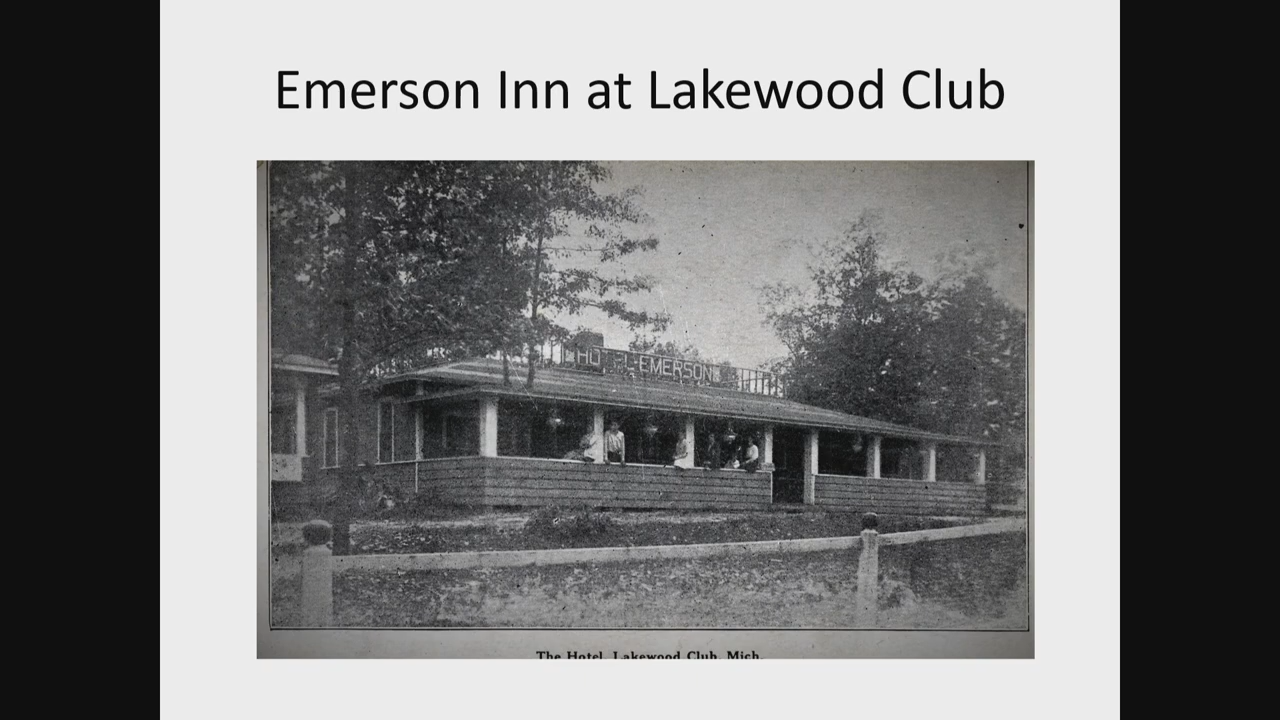 Emerson Inn at Lakewood Club
HOTEL-EMERSON
The Hotel, Lakewood Club, Mich.